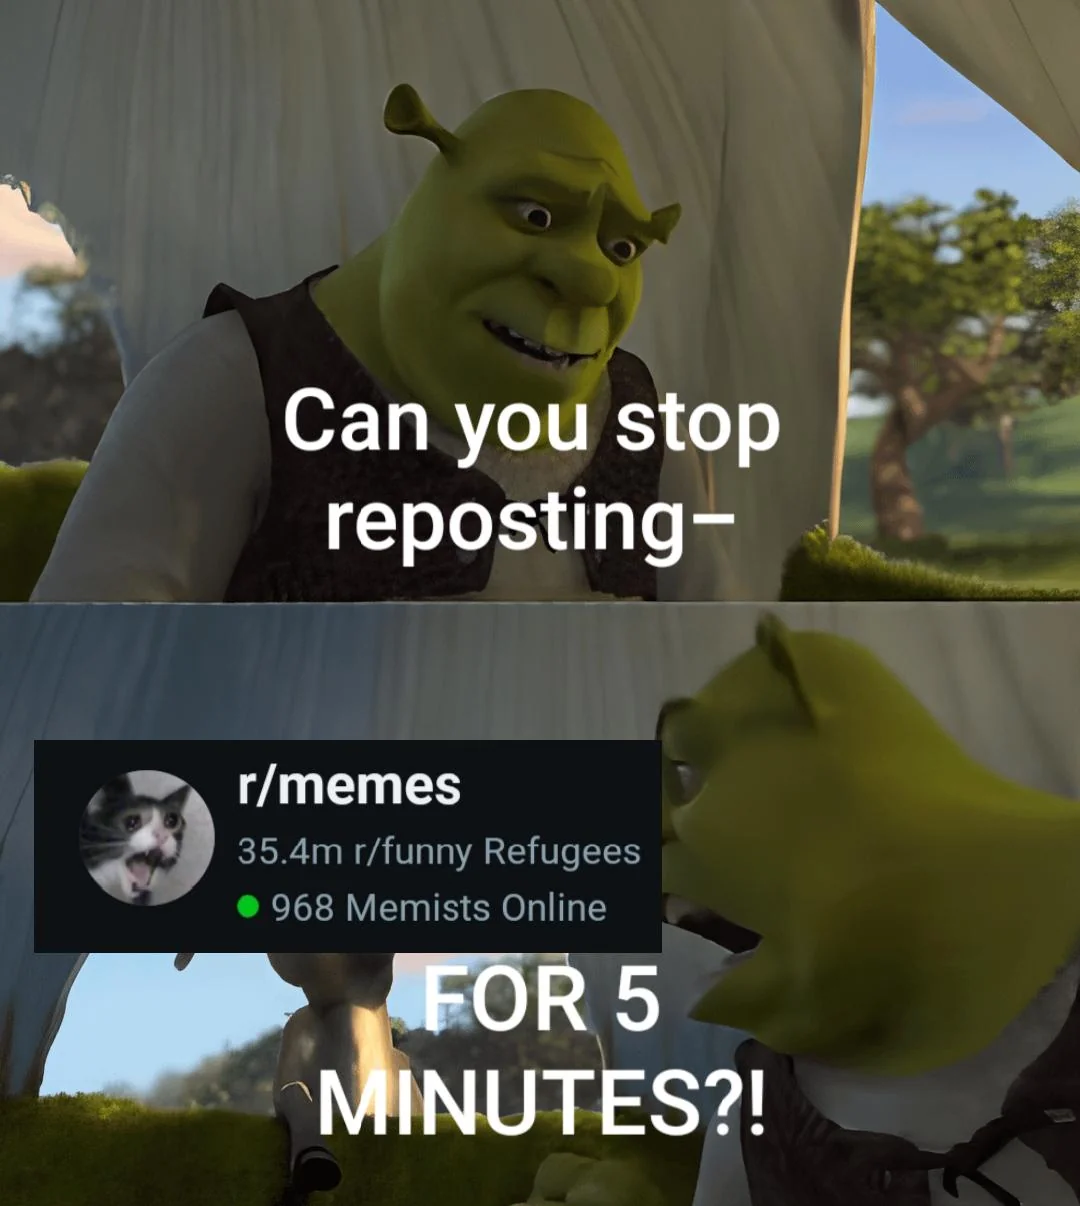 Can you stop
reposting–
r/memes
35.4m r/funny Refugees
968 Memists Online
FOR 5
MINUTES?!